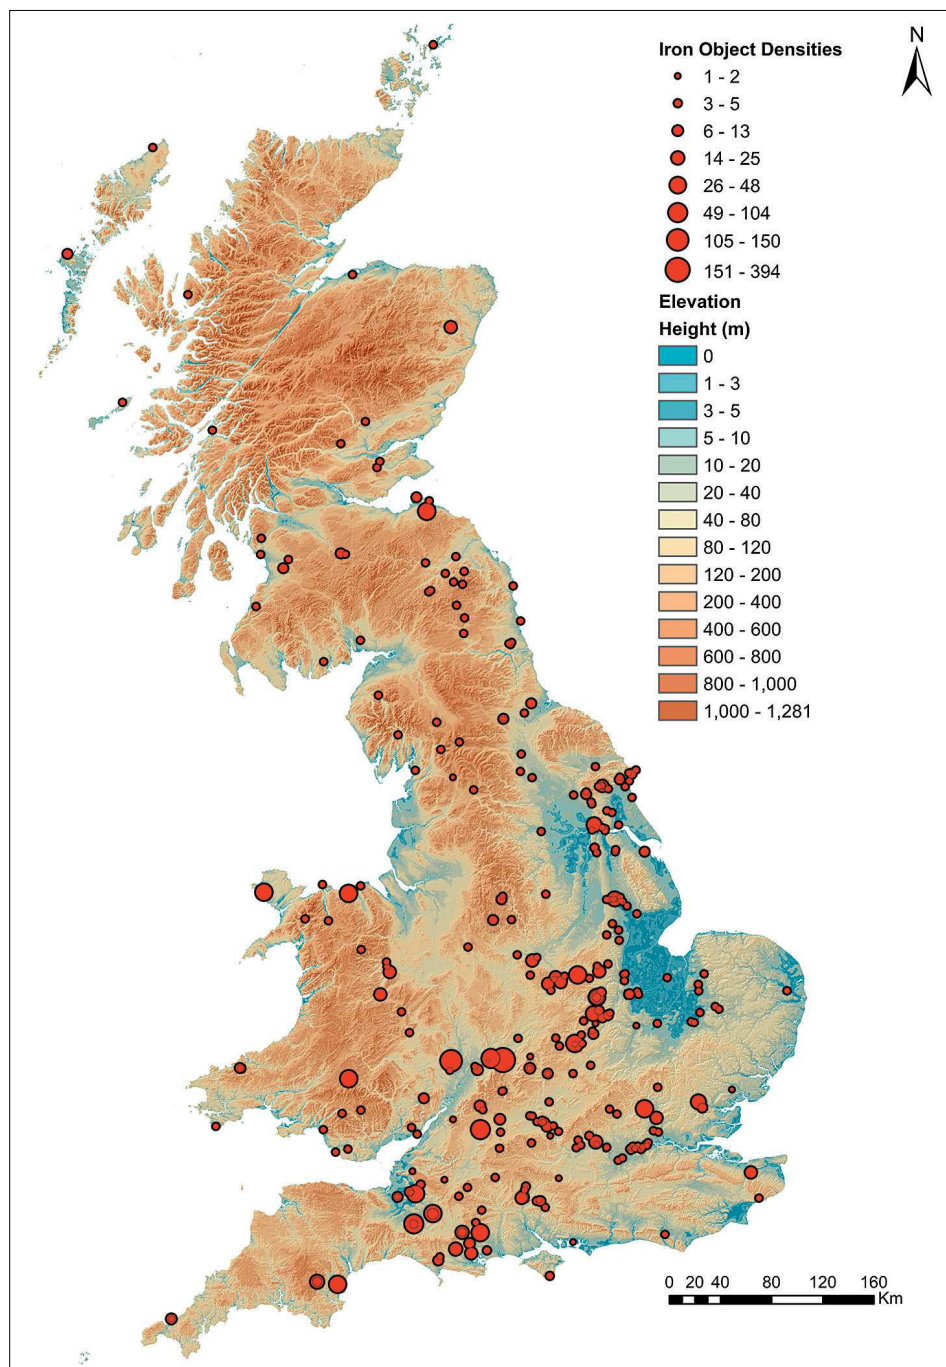 N
Iron Object Densities
1 - 2
3 - 5
6 - 13
14 - 25
26 - 48
49 - 104
105 - 150
151 - 394
Elevation
Height (m)
0
1 - 3
3 - 5
5 - 10
10 - 20
20 - 40
40 - 80
80 - 120
120 - 200
200 - 400
400 - 600
600 - 800
800 - 1,000
1,000 - 1,281
0 20 40 80 120 160
Km